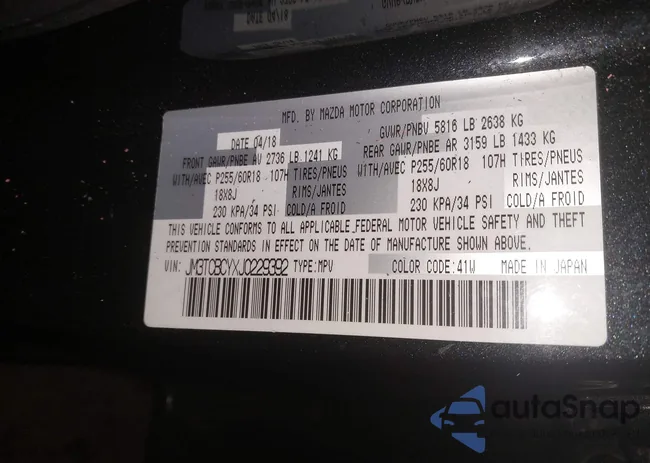 MFD. BY MAZDA MOTOR CORPORATION
DATE 04/18 GVWR/PNBV 5816 LB 2638 KG
FRONT GAWR/PNBE AV 2736 LB 1241 KG REAR GAWR/PNBE AR 3159 LB 1433 KG
WITH/AVEC P255/60R18 107H TIRES/PNEUS WITH/AVEC P255/60R18 107H TIRES/PNEUS
18X8J RIMS/JANTES 18X8J RIMS/JANTES
230 KPA/34 PSI COLD/A FROID 230 KPA/34 PSI COLD/A FROID
THIS VEHICLE CONFORMS TO ALL APPLICABLE FEDERAL MOTOR VEHICLE SAFETY AND THEFT
PREVENTION STANDARDS IN EFFECT ON THE DATE OF MANUFACTURE SHOWN ABOVE.
VIN: JM3TCBCYXJ0229392 TYPE: MPV COLOR CODE: 41W MADE IN JAPAN
autoSnap